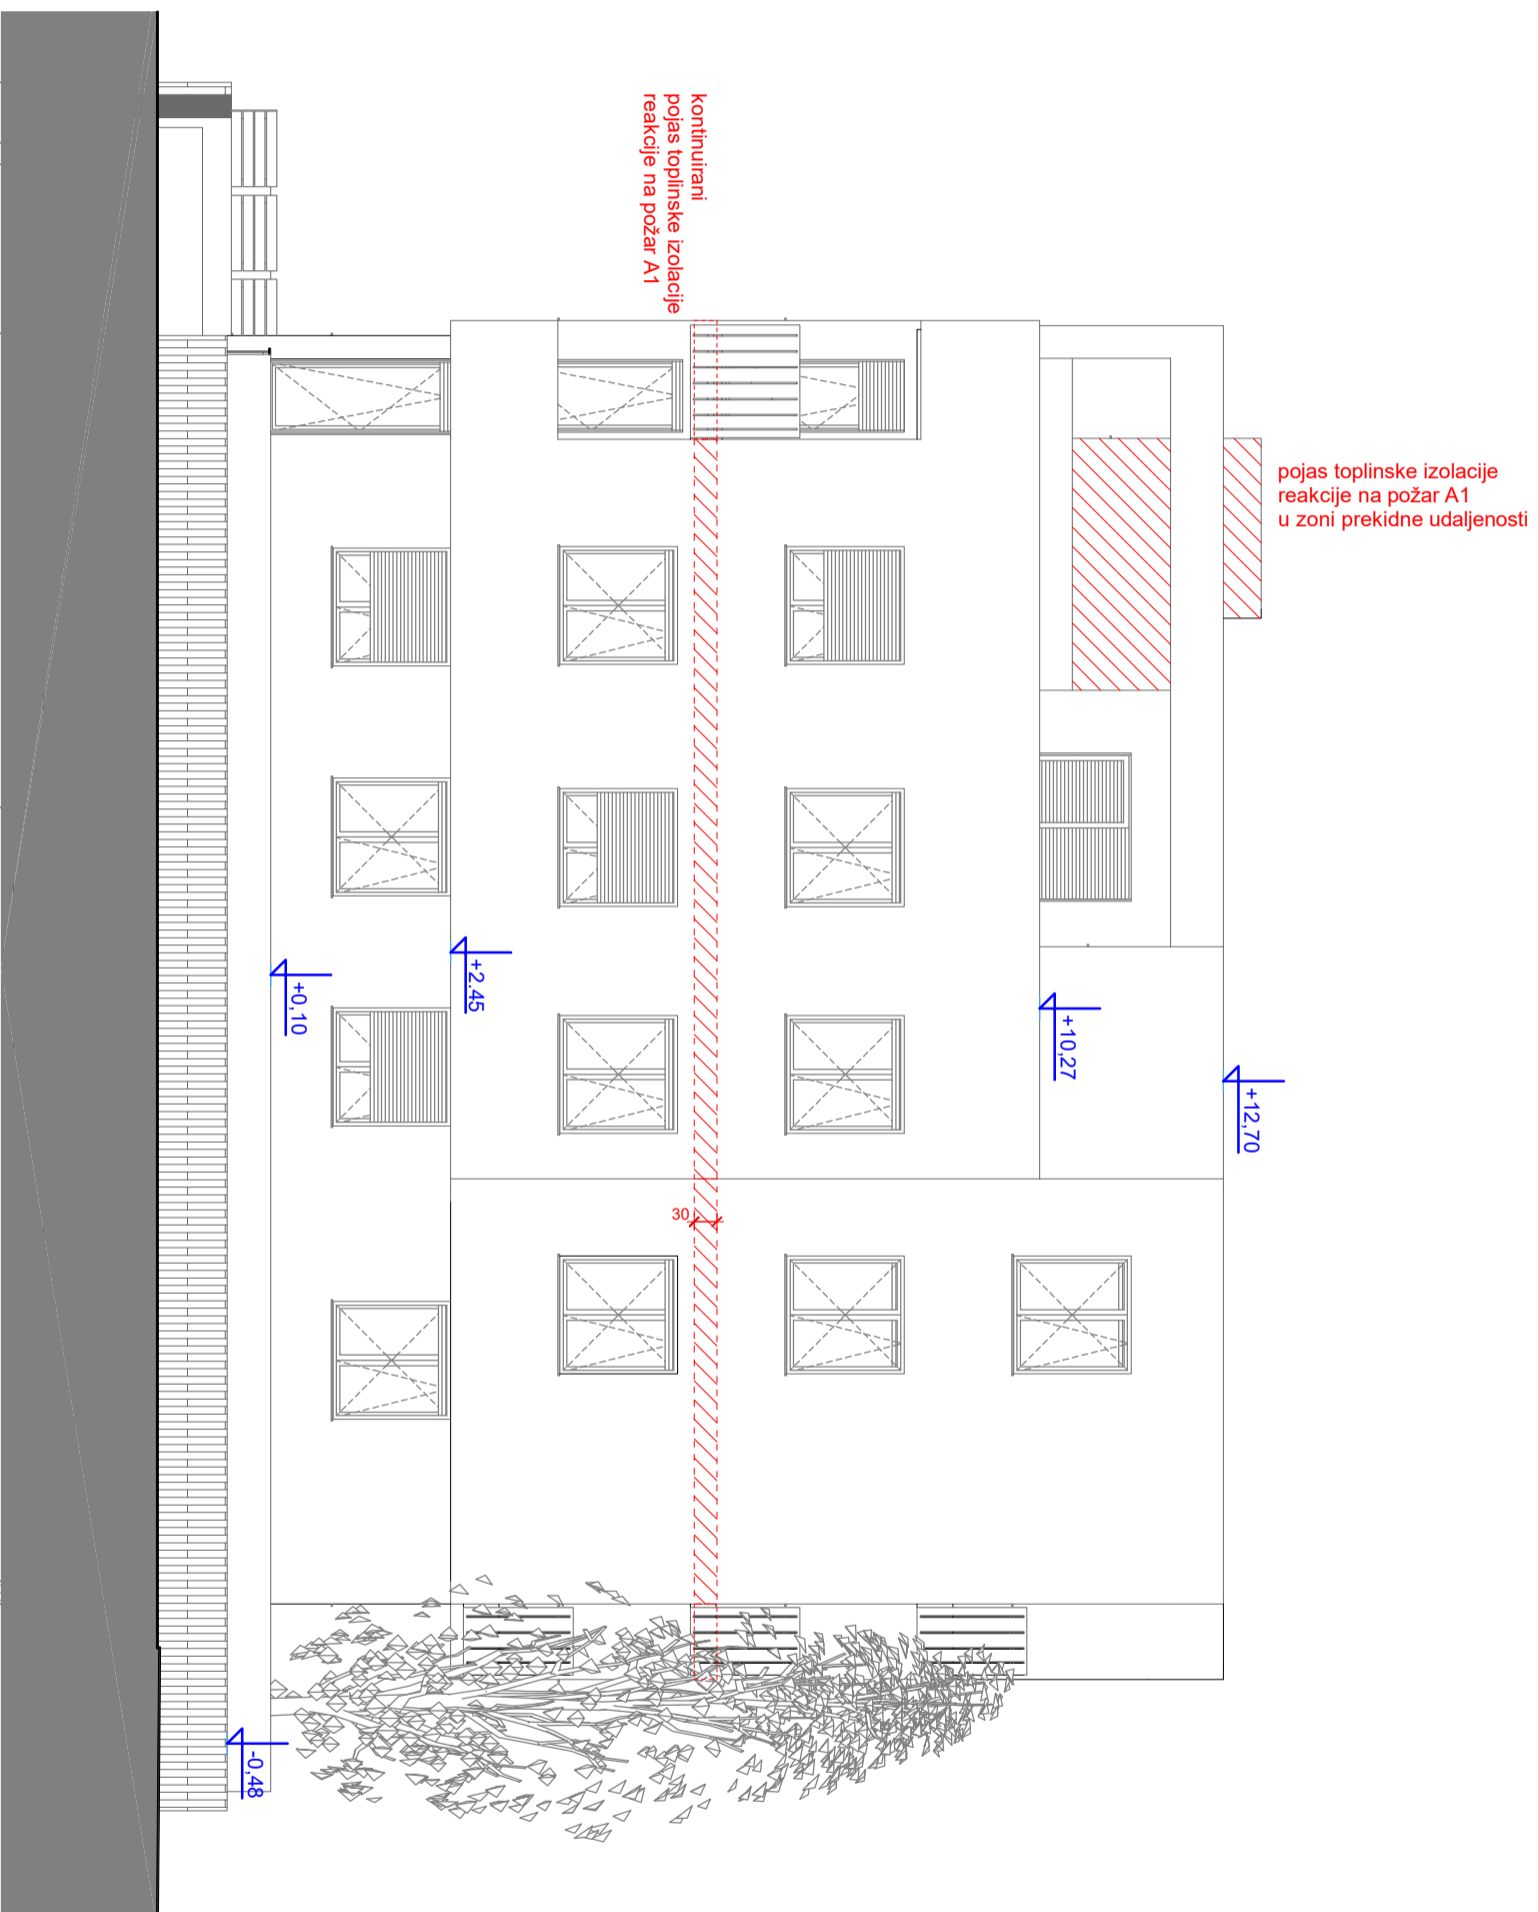 kontinuirani
pojas toplinske izolacije
reakcije na požar A1
pojas toplinske izolacije
reakcije na požar A1
u zoni prekidne udaljenosti
+12,70
+10,27
+2.45
+0,10
-0,48
30